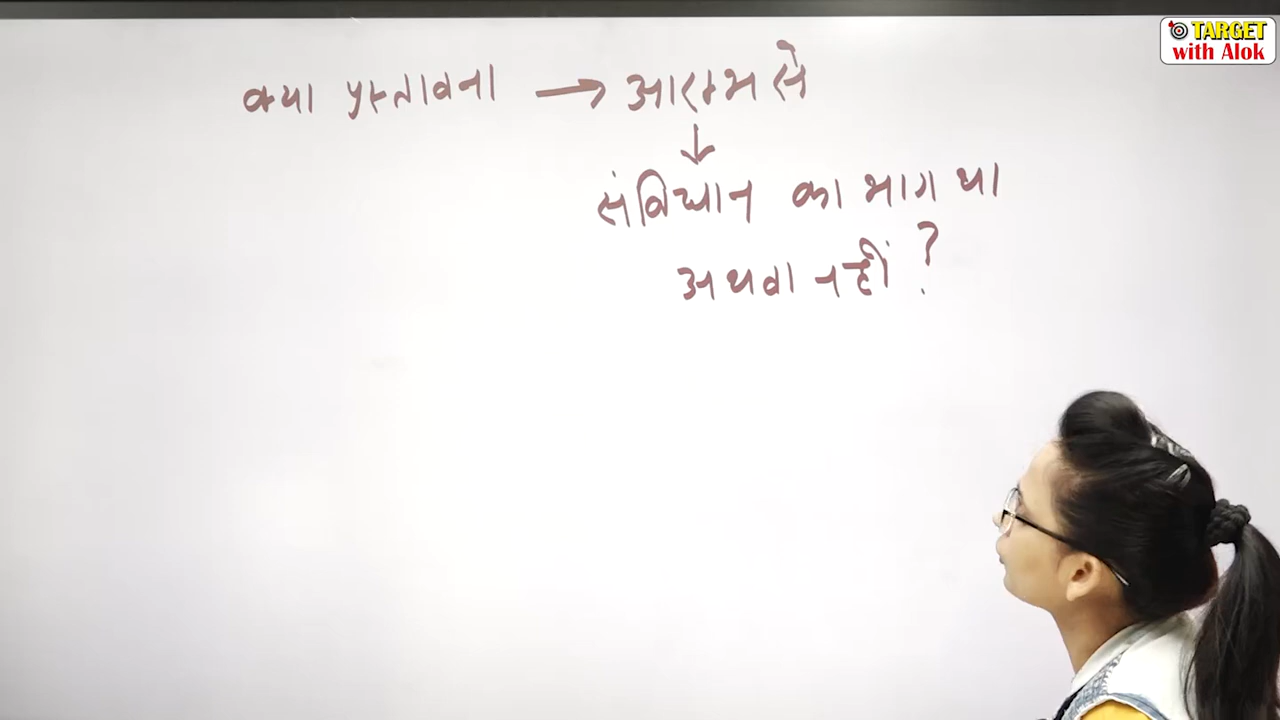 TARGET
with Alok
क्या प्रस्तावना → आरम्भ से
↓
संविधान का भाग था
अथवा नहीं ?